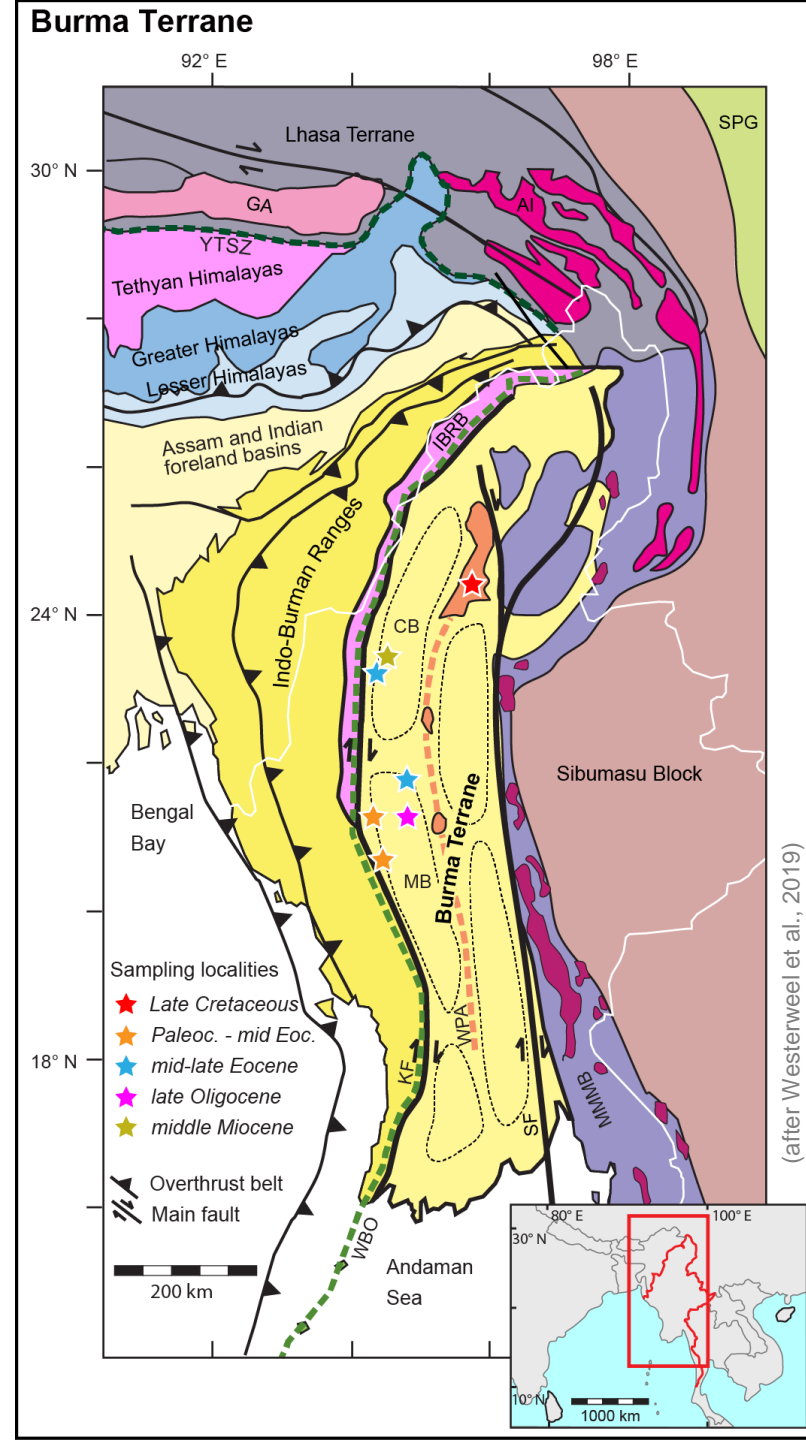 Burma Terrane
92° E
98° E
SPG
Lhasa Terrane
30° N
GA
AI
YTSZ
Tethyan Himalayas
Greater Himalayas
Lesser Himalayas
Assam and Indian
foreland basins
IBRB
Indo-Burman Ranges
24° N
CB
Sibumasu Block
Bengal
Bay
Burma Terrane
MB
Sampling localities
Late Cretaceous
Paleoc. - mid Eoc.
mid-late Eocene
late Oligocene
middle Miocene
WPA
18° N
KF
SF
MMMB
Overthrust belt
Main fault
200 km
WBO
Andaman
Sea
80° E
100° E
30° N
10° N
1000 km
(after Westerweel et al., 2019)